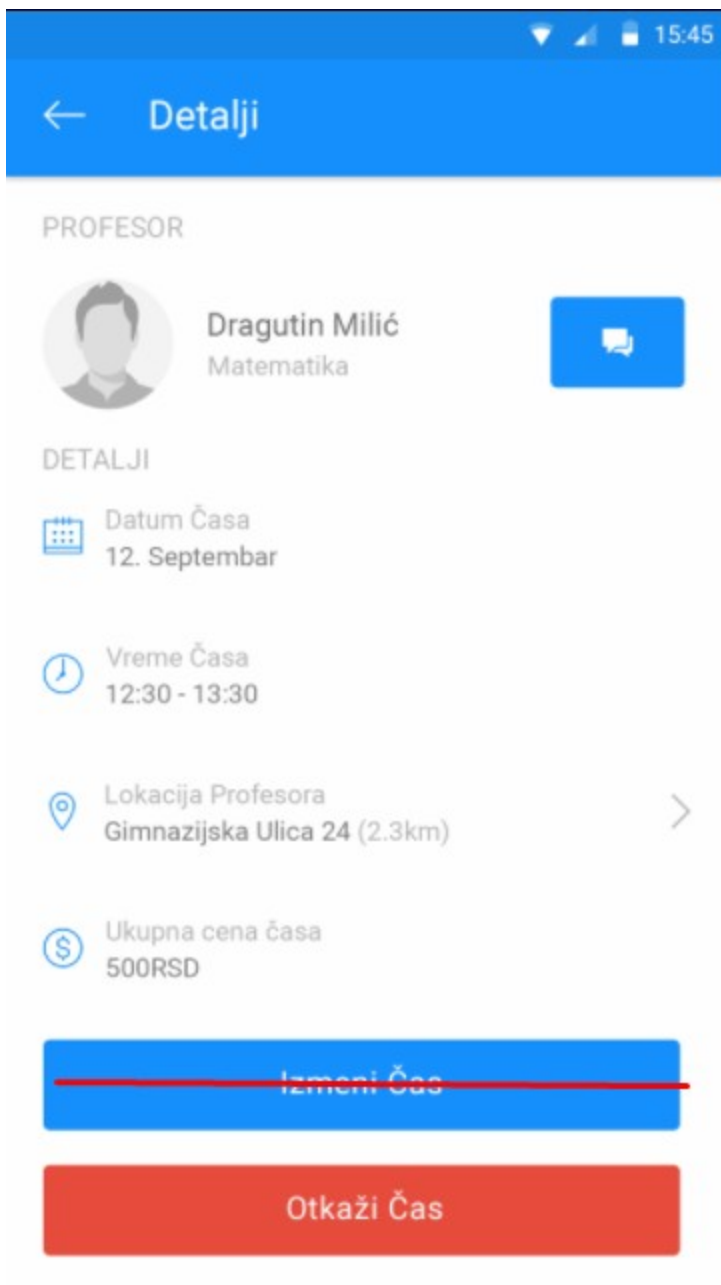 15:45
Detalji
PROFESOR
Dragutin Milić
Matematika
DETALJI
Datum Časa
12. Septembar
Vreme Časa
12:30 - 13:30
Lokacija Profesora
Gimnazijska Ulica 24 (2.3km)
Ukupna cena časa
500RSD
Izmeni Čas
Otkaži Čas